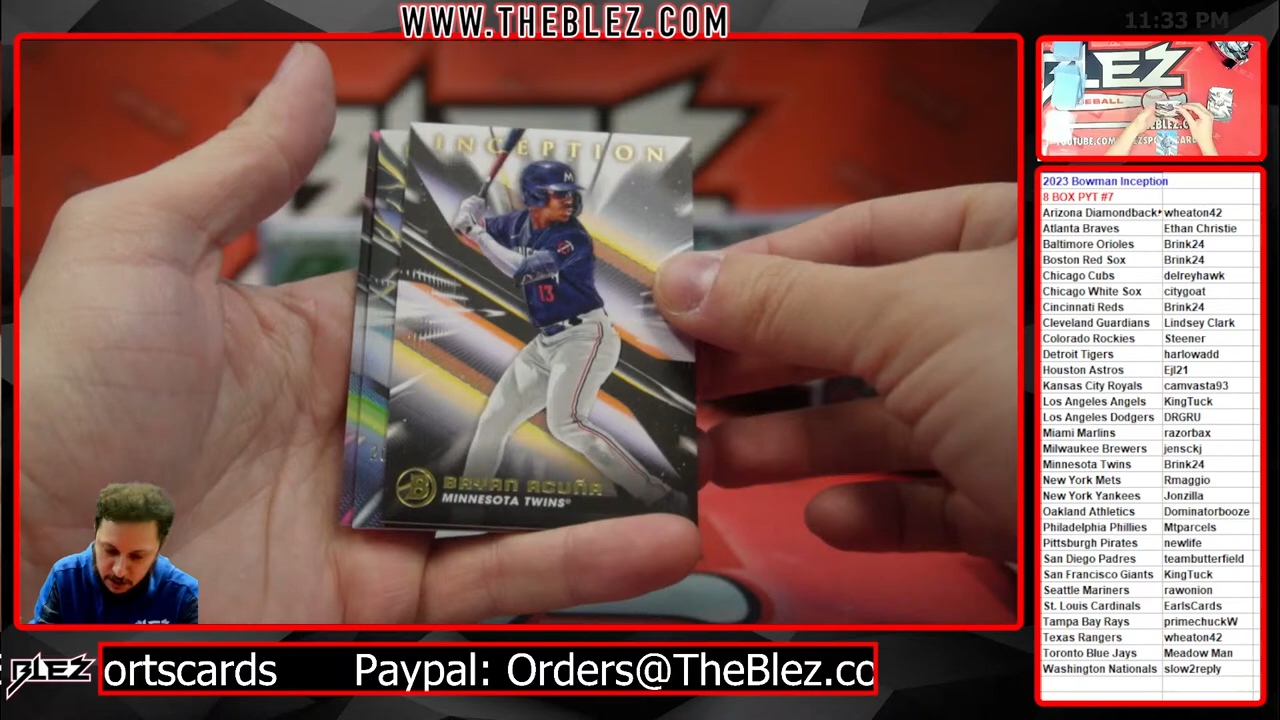 WWW.THEBLEZ.COM
11:33 PM
INCEPTION
M
13
BRYAN ACUÑA
MINNESOTA TWINS
BLEZ
BASEBALL
2023 Bowman Inception
8 BOX PYT #7
Arizona Diamondback wheaton42
Atlanta Braves Ethan Christie
Baltimore Orioles Brink24
Boston Red Sox Brink24
Chicago Cubs delreyhawk
Chicago White Sox citygoat
Cincinnati Reds Brink24
Cleveland Guardians Lindsey Clark
Colorado Rockies Steener
Detroit Tigers harlowadd
Houston Astros Ejl21
Kansas City Royals camvasta93
Los Angeles Angels KingTuck
Los Angeles Dodgers DRGRU
Miami Marlins razorbax
Milwaukee Brewers jensckj
Minnesota Twins Brink24
New York Mets Rmaggio
New York Yankees Jonzilla
Oakland Athletics Dominatorbooze
Philadelphia Phillies Mtparcels
Pittsburgh Pirates newlife
San Diego Padres teambutterfield
San Francisco Giants KingTuck
Seattle Mariners rawonion
St. Louis Cardinals EarlsCards
Tampa Bay Rays primechuckW
Texas Rangers wheaton42
Toronto Blue Jays Meadow Man
Washington Nationals slow2reply
BLEZ
ortscards Paypal: Orders@TheBlez.co